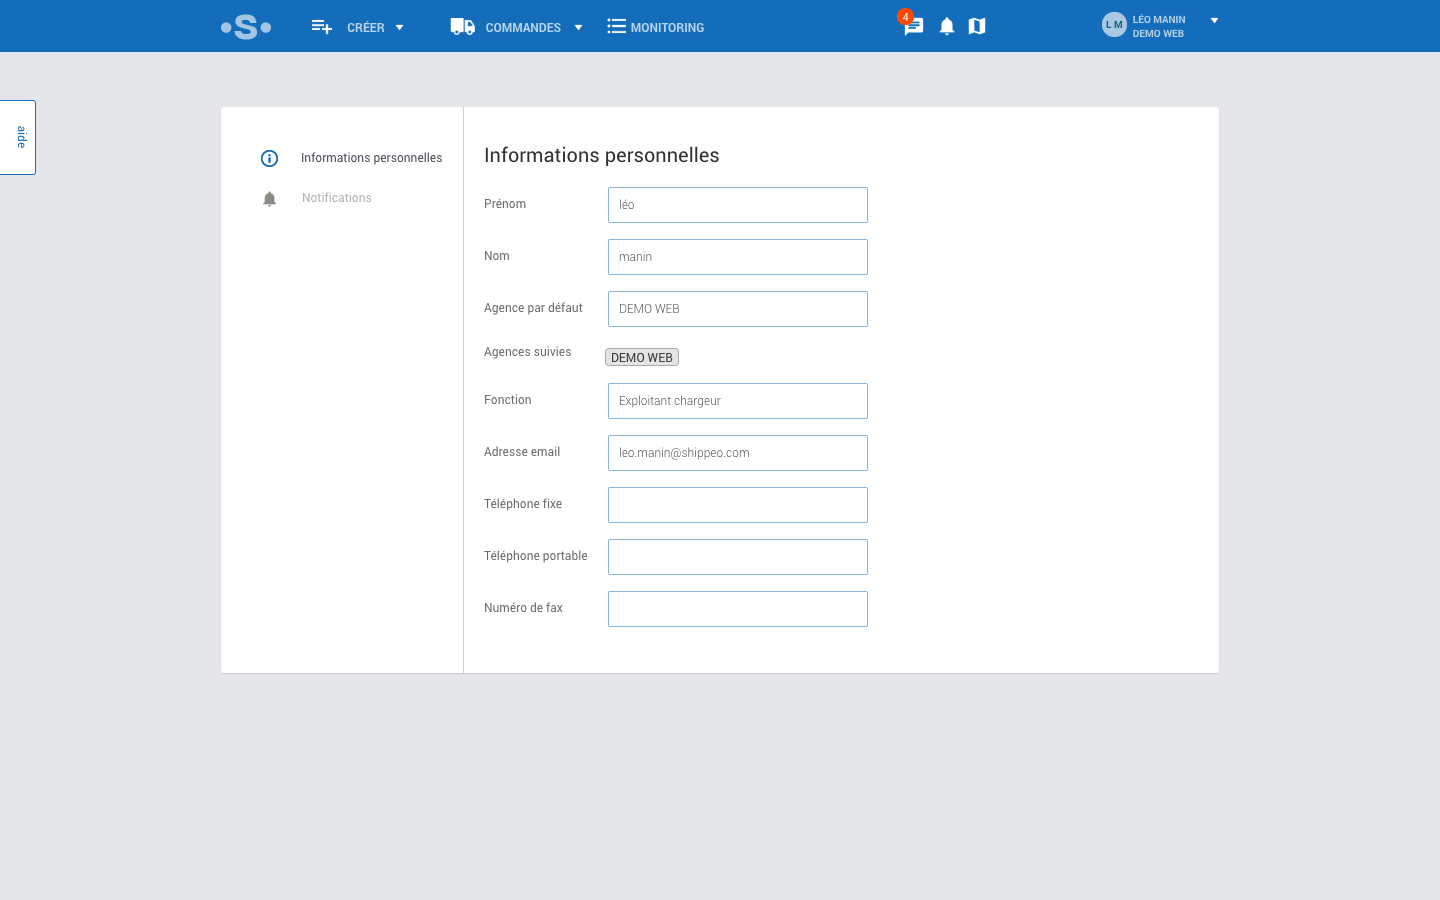 S
CRÉER
COMMANDES
MONITORING
4
L M
LÉO MANIN
DEMO WEB
aide
Informations personnelles
Notifications
Informations personnelles
Prénom
léo
Nom
manin
Agence par défaut
DEMO WEB
Agences suivies
DEMO WEB
Fonction
Exploitant chargeur
Adresse email
leo.manin@shippeo.com
Téléphone fixe
Téléphone portable
Numéro de fax